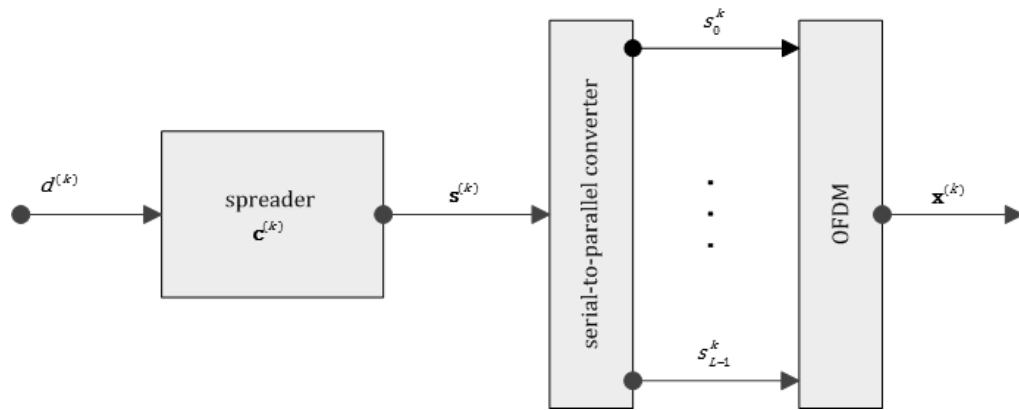 d^(k)
spreader
c^(k)
s^(k)
serial-to-parallel converter
s_0^k
s_{L-1}^k
OFDM
x^(k)